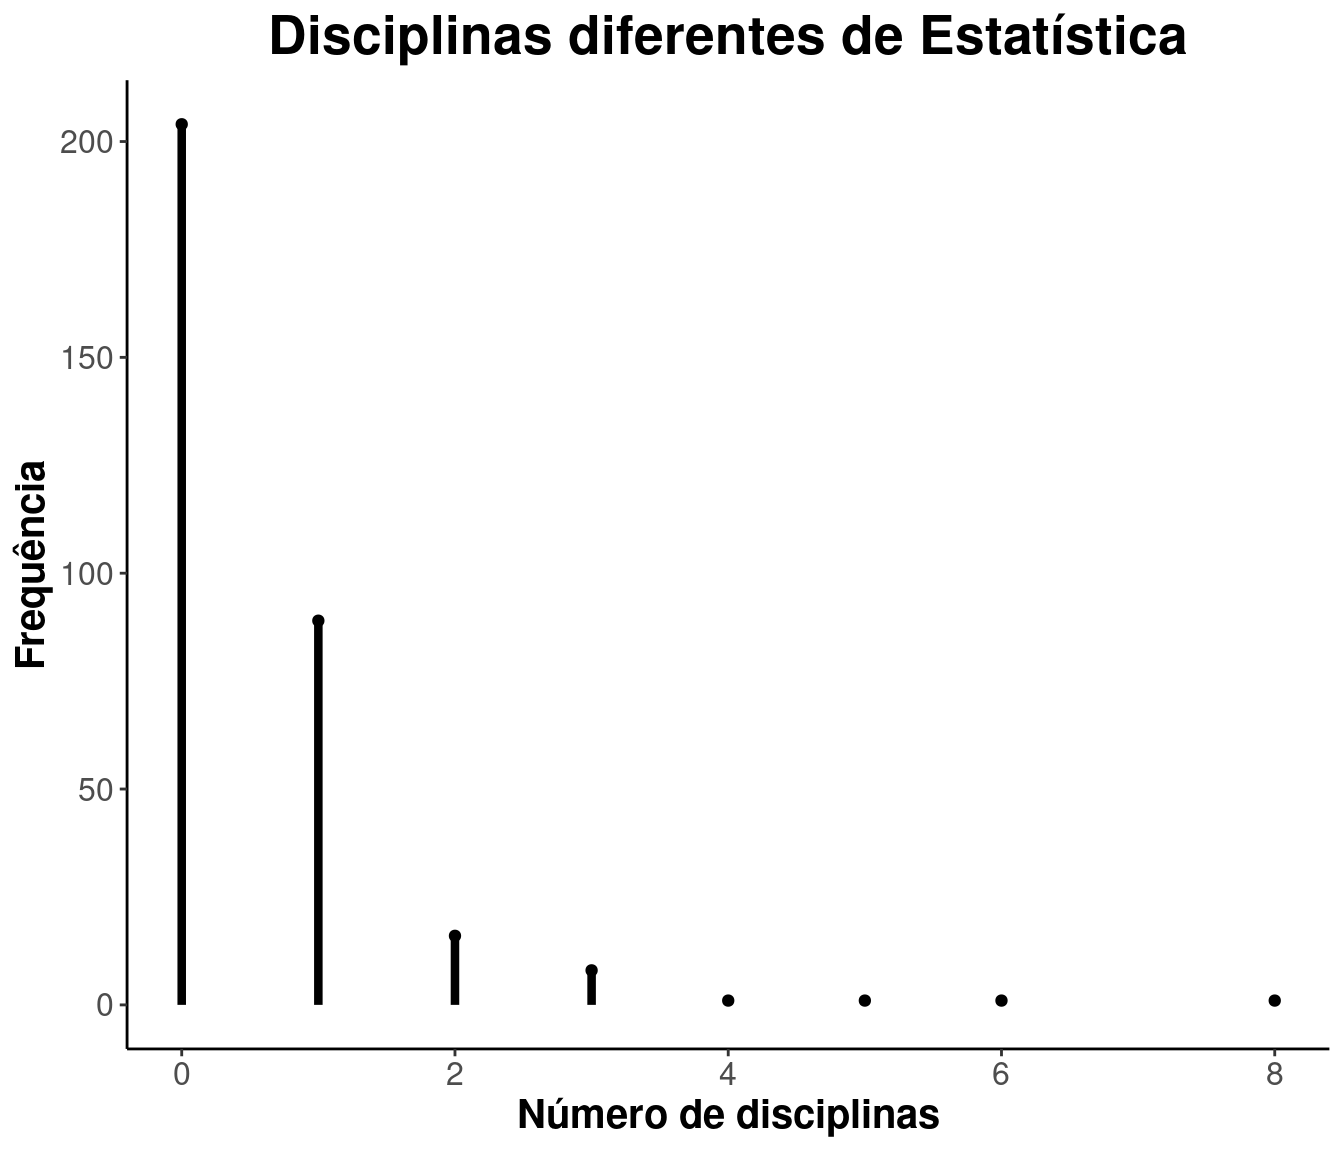 Disciplinas diferentes de Estatística
Frequência
200
150
100
50
0
0 2 4 6 8
Número de disciplinas